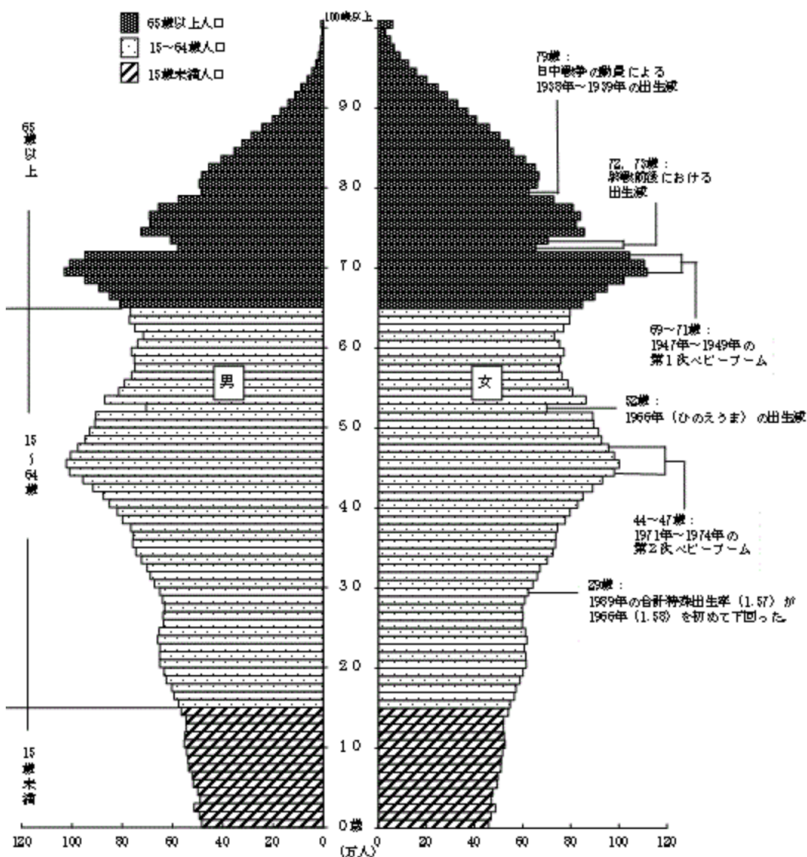 65歳以上人口
15～64歳人口
15歳未満人口
100歳以上
90
80
70
60
50
40
30
20
10
0歳
65歳以上
15～64歳
15歳未満
男
女
79歳：
日中戦争の動員による
1938年～1939年の出生減
72, 73歳：
終戦前後における
出生減
69～71歳：
1947年～1949年の
第1次ベビーブーム
52歳：
1966年（ひのえうま）の出生減
44～47歳：
1971年～1974年の
第2次ベビーブーム
29歳：
1989年の合計特殊出生率（1.57）が
1966年（1.58）を初めて下回った。
120 100 80 60 40 20 0
(万人)
0 20 40 60 80 100 120